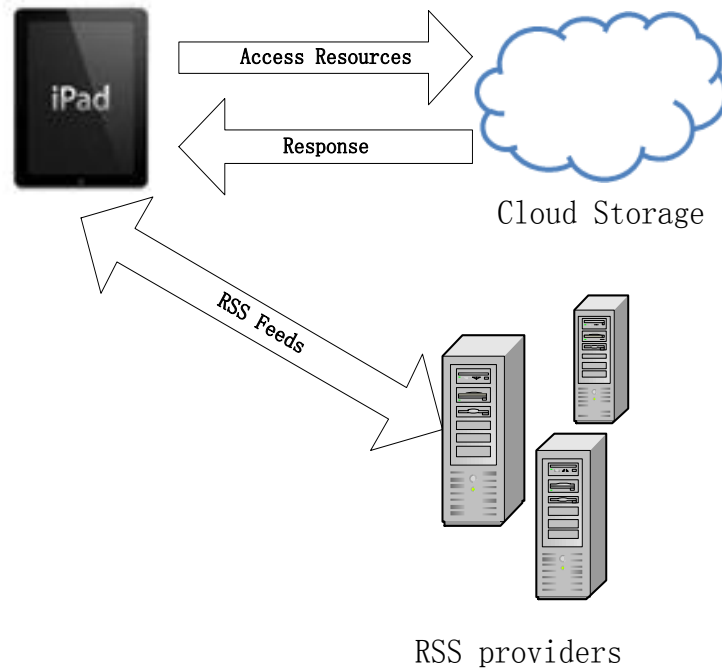 iPad
Access Resources
Response
Cloud Storage
RSS Feeds
RSS providers